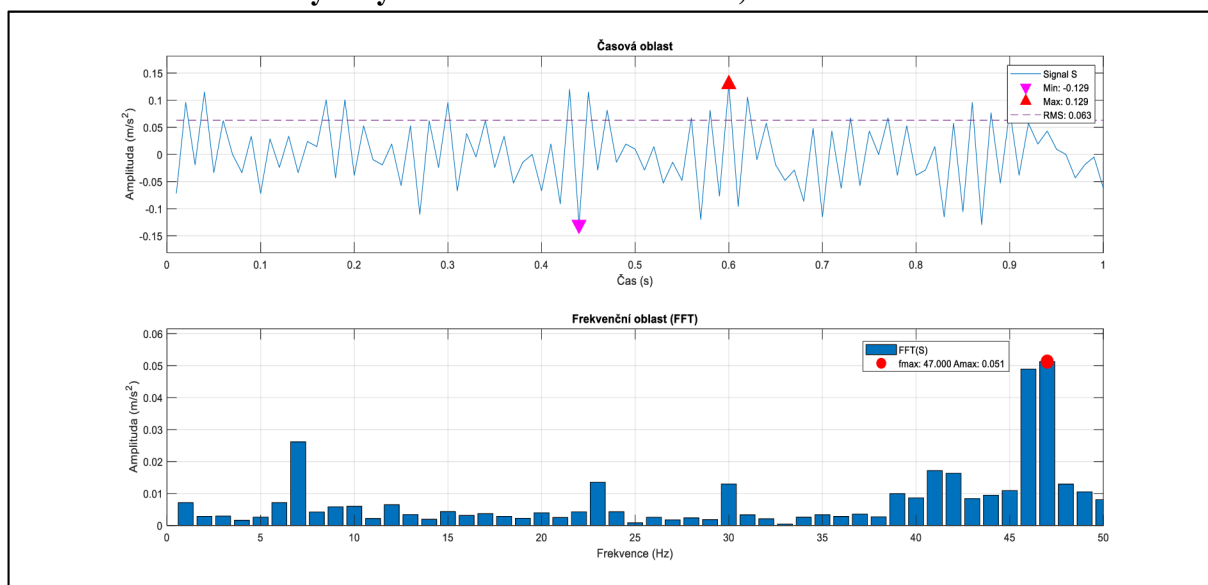 Časová oblast
0.15
0.1
0.05
0
-0.05
-0.1
-0.15
Amplituda (m/s²)
Signal S
Min: -0.129
Max: 0.129
RMS: 0.063
0 0.1 0.2 0.3 0.4 0.5 0.6 0.7 0.8 0.9 1
Čas (s)
Frekvenční oblast (FFT)
0.06
0.05
0.04
0.03
0.02
0.01
0
Amplituda (m/s²)
FFT(S)
fmax: 47.000 Amax: 0.051
0 5 10 15 20 25 30 35 40 45 50
Frekvence (Hz)